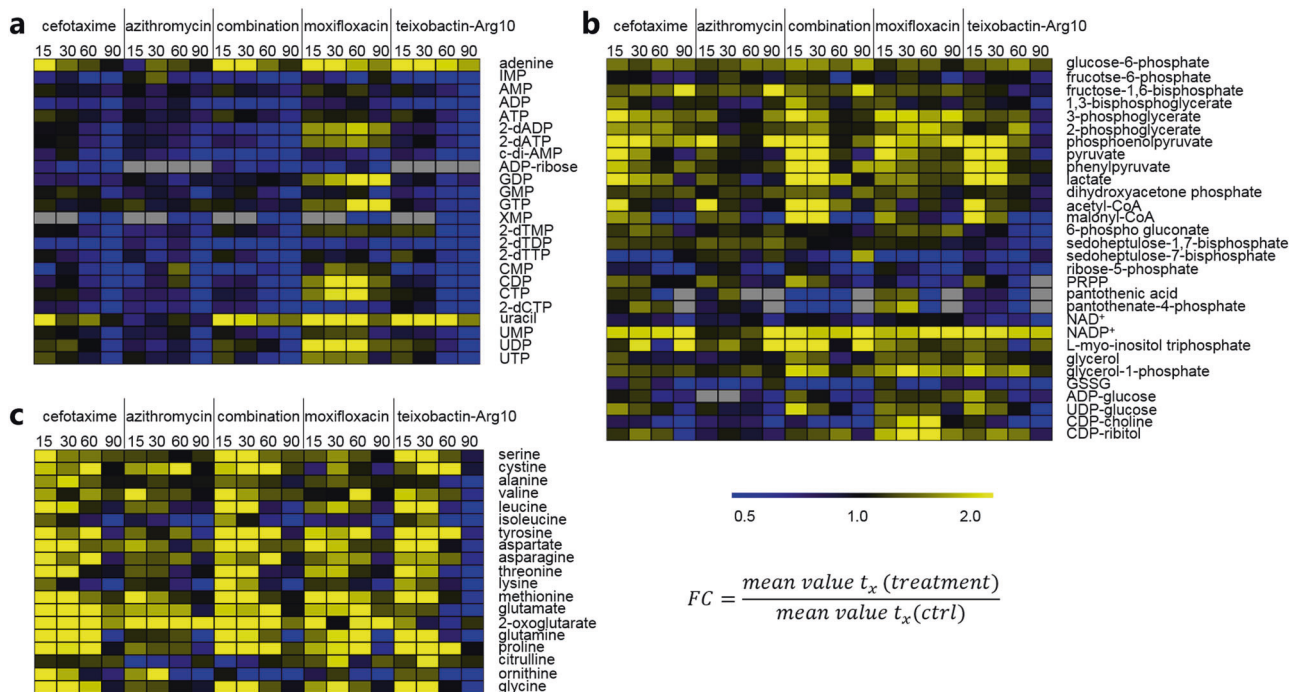 a
cefotaxime azithromycin combination moxifloxacin teixobactin-Arg10
15 30 60 90 15 30 60 90 15 30 60 90 15 30 60 90 15 30 60 90
adenine
IMP
AMP
ADP
ATP
2-dADP
2-dATP
c-di-AMP
ADP-ribose
GDP
GMP
GTP
XMP
2-dTMP
2-dTDP
2-dTTP
CMP
CDP
CTP
2-dCTP
uracil
UMP
UDP
UTP
b
cefotaxime azithromycin combination moxifloxacin teixobactin-Arg10
15 30 60 90 15 30 60 90 15 30 60 90 15 30 60 90 15 30 60 90
glucose-6-phosphate
frucotse-6-phosphate
fructose-1,6-bisphosphate
1,3-bisphosphoglycerate
3-phosphoglycerate
2-phosphoglycerate
phosphoenolpyruvate
pyruvate
phenylpyruvate
lactate
dihydroxyacetone phosphate
acetyl-CoA
malonyl-CoA
6-phospho gluconate
sedoheptulose-1,7-bisphosphate
sedoheptulose-7-bisphosphate
ribose-5-phosphate
PRPP
pantothenic acid
pantothenate-4-phosphate
NAD⁺
NADP⁺
L-myo-inositol triphosphate
glycerol
glycerol-1-phosphate
GSSG
ADP-glucose
UDP-glucose
CDP-choline
CDP-ribitol
c
cefotaxime azithromycin combination moxifloxacin teixobactin-Arg10
15 30 60 90 15 30 60 90 15 30 60 90 15 30 60 90 15 30 60 90
serine
cystine
alanine
valine
leucine
isoleucine
tyrosine
aspartate
asparagine
threonine
lysine
methionine
glutamate
2-oxoglutarate
glutamine
proline
citrulline
ornithine
glycine
0.5 1.0 2.0
FC = mean value tₓ (treatment)
mean value tₓ(ctrl)